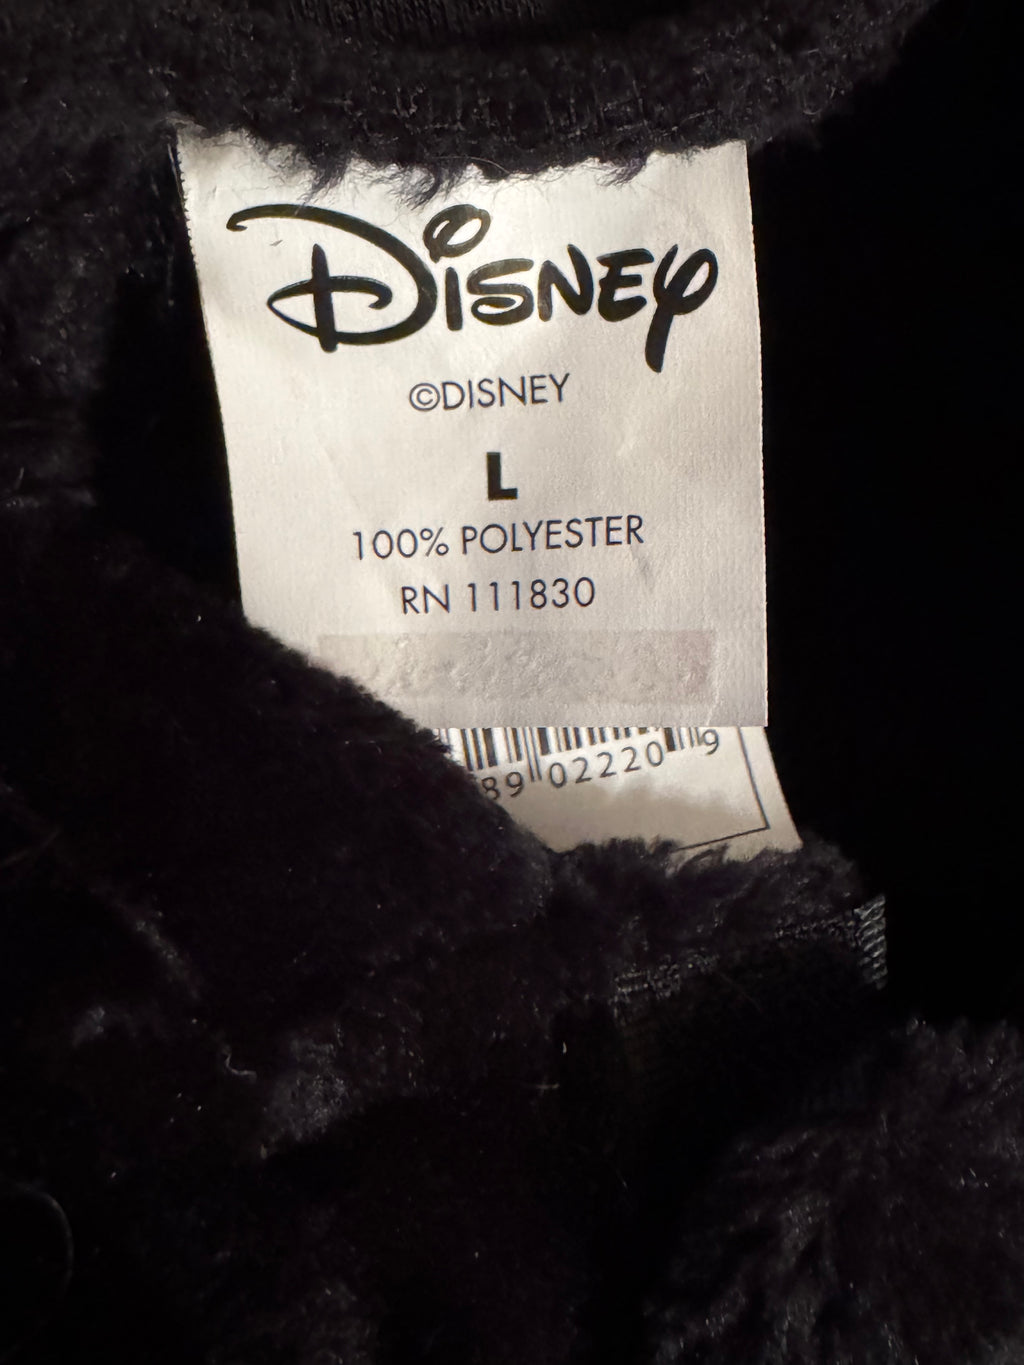 Disney
©DISNEY
L
100% POLYESTER
RN 111830
89 02220 9